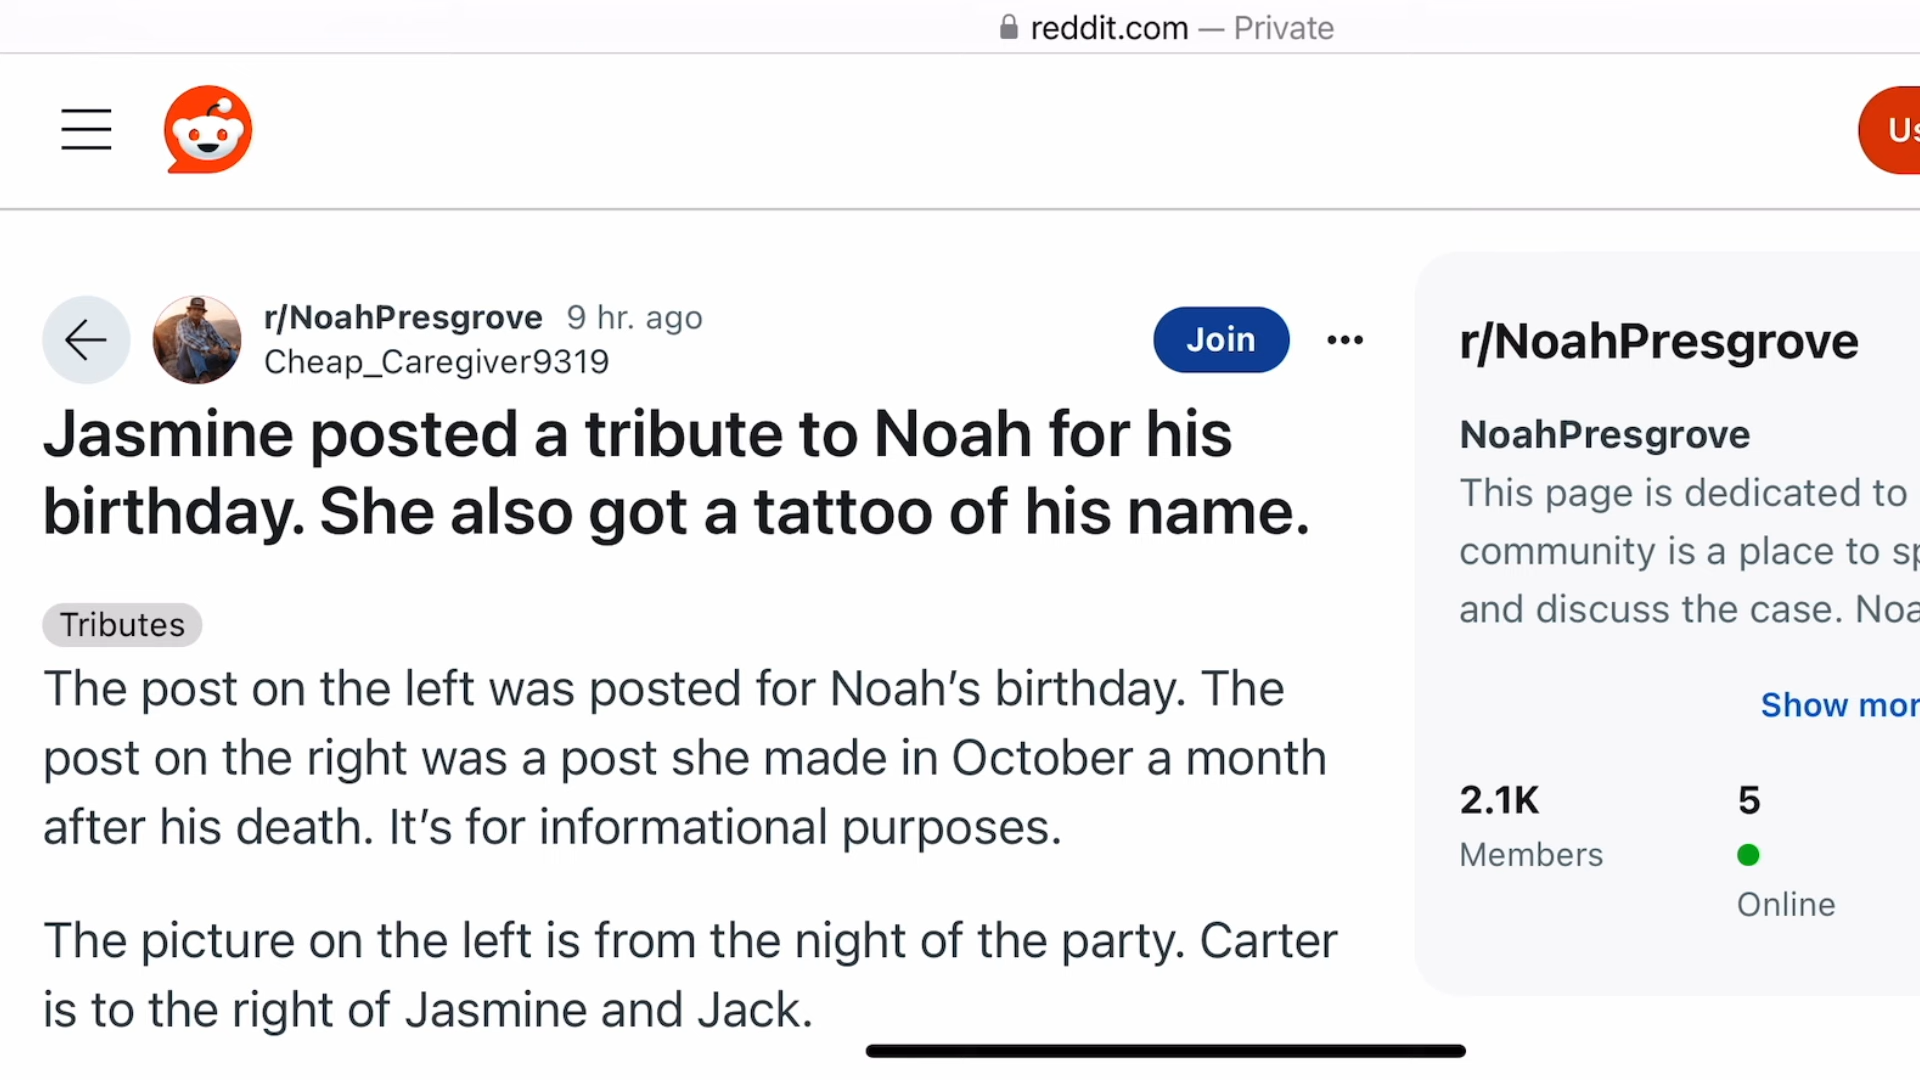 reddit.com — Private
Us
r/NoahPresgrove 9 hr. ago
Cheap_Caregiver9319
Join
Jasmine posted a tribute to Noah for his
birthday. She also got a tattoo of his name.
Tributes
The post on the left was posted for Noah’s birthday. The
post on the right was a post she made in October a month
after his death. It’s for informational purposes.
The picture on the left is from the night of the party. Carter
is to the right of Jasmine and Jack.
r/NoahPresgrove
NoahPresgrove
This page is dedicated to
community is a place to sp
and discuss the case. Noa
Show mor
2.1K
Members
5
Online